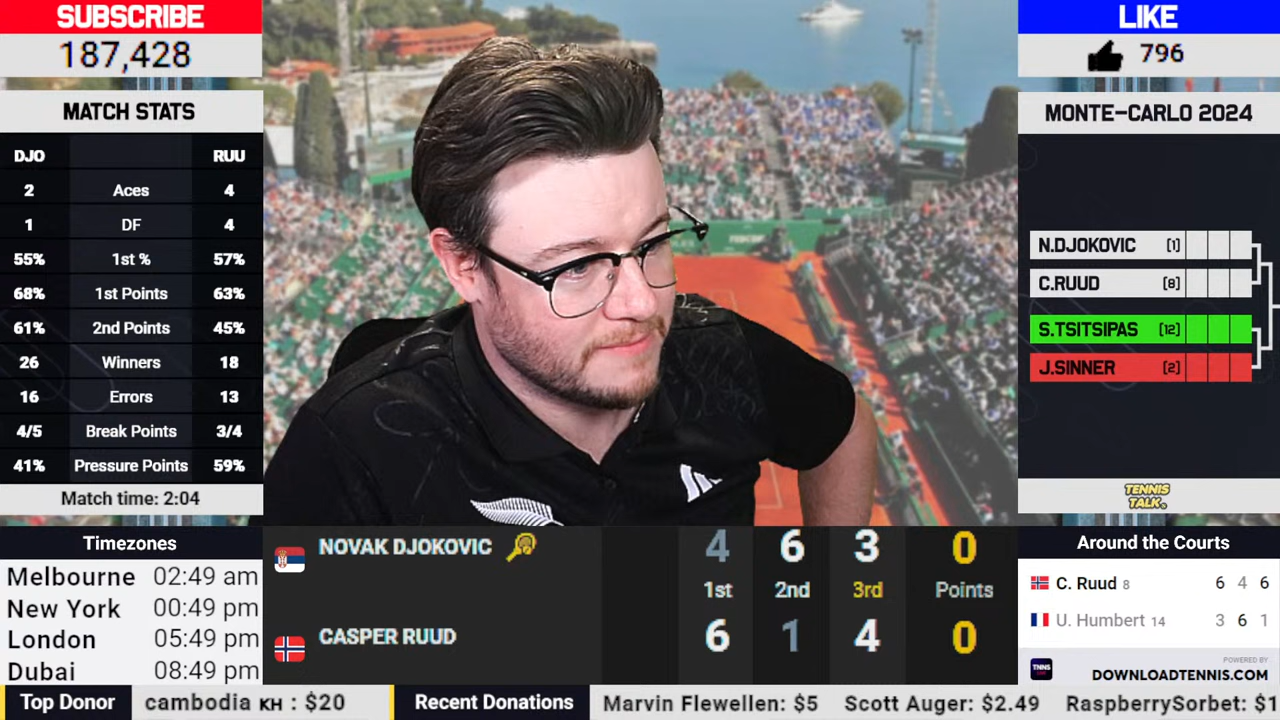 SUBSCRIBE
187,428
MATCH STATS
DJO RUU
2 Aces 4
1 DF 4
55% 1st % 57%
68% 1st Points 63%
61% 2nd Points 45%
26 Winners 18
16 Errors 13
4/5 Break Points 3/4
41% Pressure Points 59%
Match time: 2:04
Timezones
Melbourne 02:49 am
New York 00:49 pm
London 05:49 pm
Dubai 08:49 pm
NOVAK DJOKOVIC 4 6 3 0
1st 2nd 3rd Points
CASPER RUUD 6 1 4 0
LIKE
796
MONTE-CARLO 2024
N.DJOKOVIC [1]
C.RUUD [8]
S.TSITSIPAS [12]
J.SINNER [2]
TENNIS
TALK.
Around the Courts
C. Ruud 8 6 4 6
U. Humbert 14 3 6 1
POWERED BY
DOWNLOADTENNIS.COM
Top Donor cambodia KH : $20 Recent Donations Marvin Flewellen: $5 Scott Auger: $2.49 RaspberrySorbet: $1